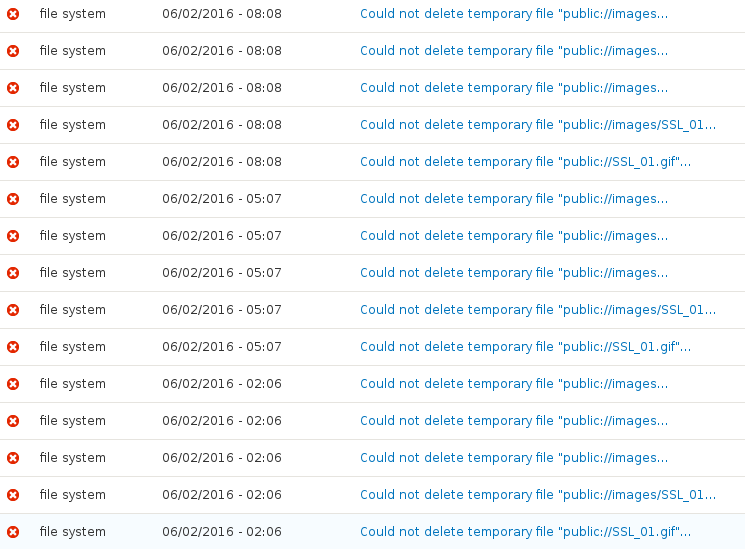 file system 06/02/2016 - 08:08 Could not delete temporary file "public://images...
file system 06/02/2016 - 08:08 Could not delete temporary file "public://images...
file system 06/02/2016 - 08:08 Could not delete temporary file "public://images...
file system 06/02/2016 - 08:08 Could not delete temporary file "public://images/SSL_01...
file system 06/02/2016 - 08:08 Could not delete temporary file "public://SSL_01.gif"...
file system 06/02/2016 - 05:07 Could not delete temporary file "public://images...
file system 06/02/2016 - 05:07 Could not delete temporary file "public://images...
file system 06/02/2016 - 05:07 Could not delete temporary file "public://images...
file system 06/02/2016 - 05:07 Could not delete temporary file "public://images/SSL_01...
file system 06/02/2016 - 05:07 Could not delete temporary file "public://SSL_01.gif"...
file system 06/02/2016 - 02:06 Could not delete temporary file "public://images...
file system 06/02/2016 - 02:06 Could not delete temporary file "public://images...
file system 06/02/2016 - 02:06 Could not delete temporary file "public://images...
file system 06/02/2016 - 02:06 Could not delete temporary file "public://images/SSL_01...
file system 06/02/2016 - 02:06 Could not delete temporary file "public://SSL_01.gif"...